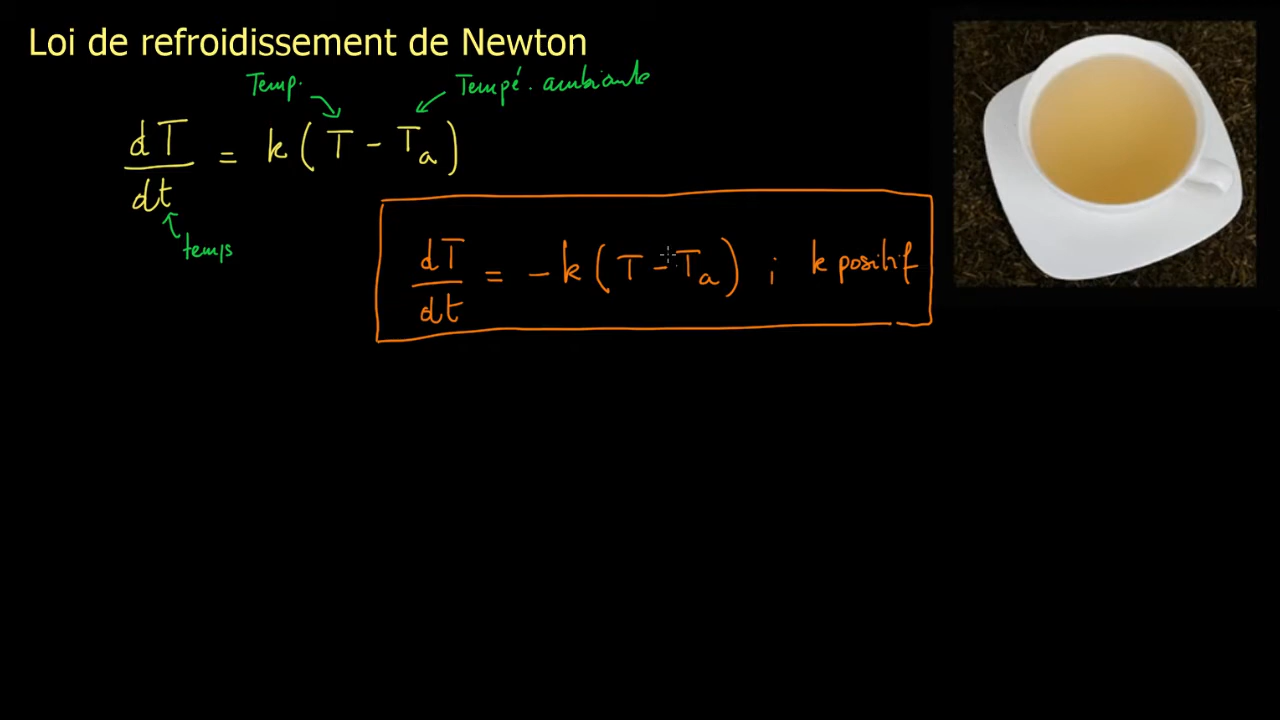 Loi de refroidissement de Newton
Temp. Tempé. ambiante
dT/dt = k(T - Ta)
temps
dT/dt = -k(T - Ta) ; k positif